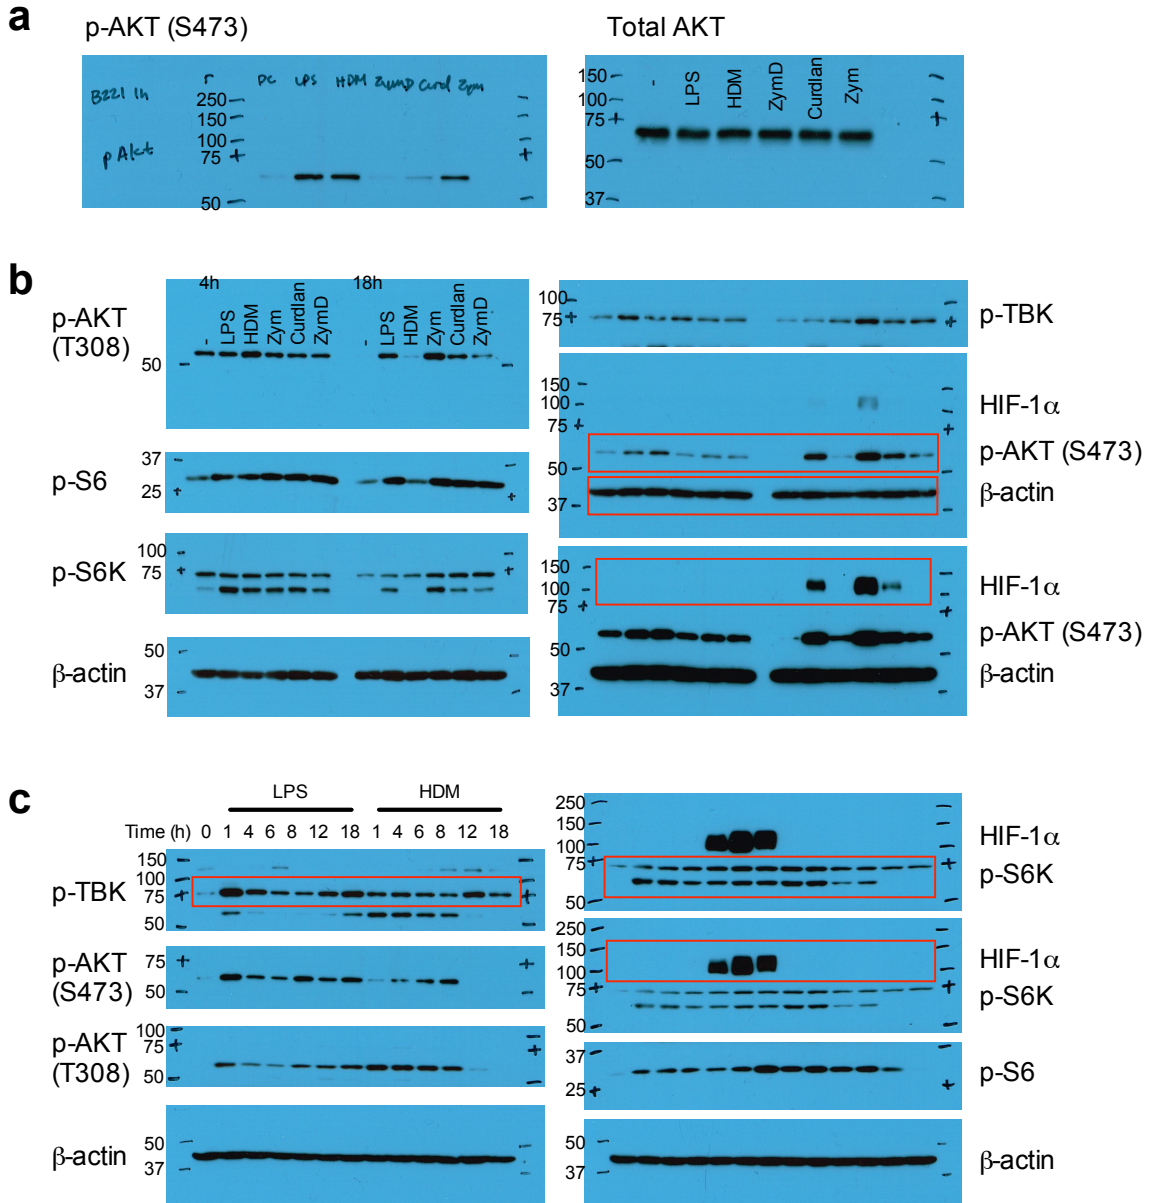 a
p-AKT (S473)
Total AKT
B221 1h
p Akt
r DC LPS HDM ZymD Curd Zym
250
150
100
75
50
- LPS HDM ZymD Curdlan Zym
150
100
75
50
37
b
p-AKT
(T308)
4h
18h
- LPS HDM Zym Curdlan ZymD
- LPS HDM Zym Curdlan ZymD
50
p-S6
37
25
p-S6K
100
75
β-actin
50
37
100
75
p-TBK
150
100
75
50
37
HIF-1α
p-AKT (S473)
β-actin
150
100
75
50
37
HIF-1α
p-AKT (S473)
β-actin
c
LPS
HDM
Time (h) 0 1 4 6 8 12 18 1 4 6 8 12 18
p-TBK
150
100
75
50
p-AKT
(S473)
75
50
p-AKT
(T308)
100
75
50
β-actin
50
37
250
150
100
75
50
HIF-1α
p-S6K
250
150
100
75
50
HIF-1α
p-S6K
37
25
p-S6
50
37
β-actin